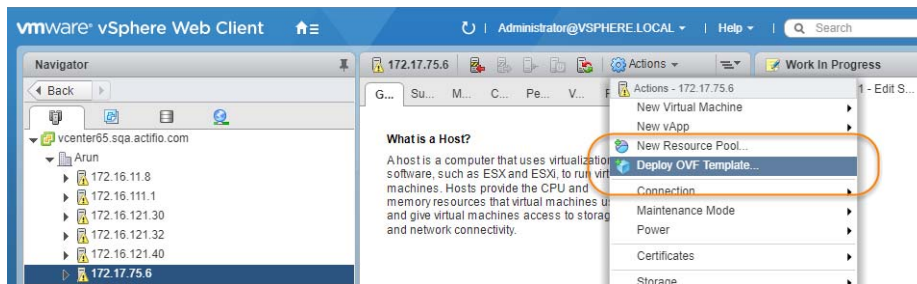 vmware® vSphere Web Client
Administrator@VSPHERE.LOCAL
Help
Search
Navigator
Back
vcenter65.sqa.actifio.com
Arun
172.16.11.8
172.16.111.1
172.16.121.30
172.16.121.32
172.16.121.40
172.17.75.6
172.17.75.6
Actions
G... Su... M... C... Pe... V...
What is a Host?
A host is a computer that uses virtualization
software, such as ESX and ESXi, to run virt
machines. Hosts provide the CPU and
memory resources that virtual machines u
and give virtual machines access to storag
and network connectivity.
Actions - 172.17.75.6
New Virtual Machine
New vApp
New Resource Pool...
Deploy OVF Template...
Connection
Maintenance Mode
Power
Certificates
Storage
Work In Progress
1 - Edit S...